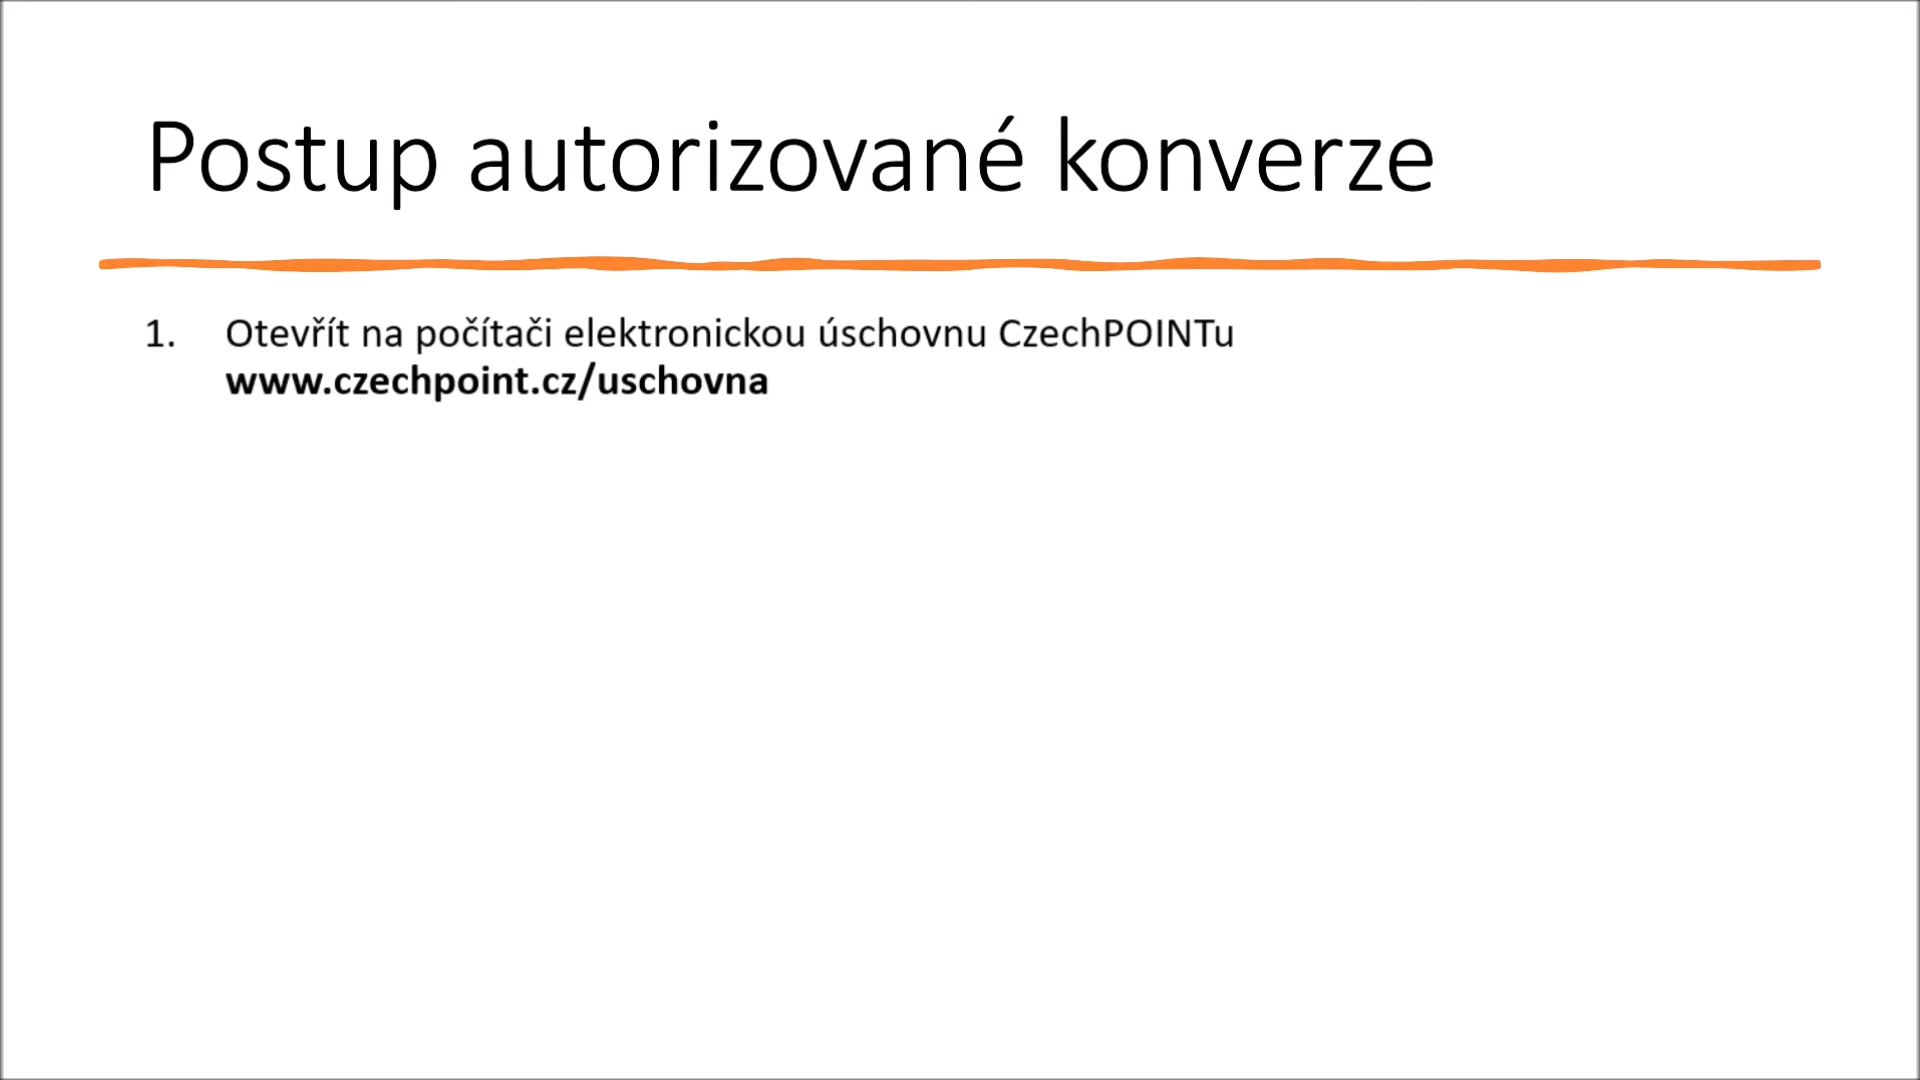 Postup autorizované konverze
1. Otevřít na počítači elektronickou úschovnu CzechPOINTu
www.czechpoint.cz/uschovna